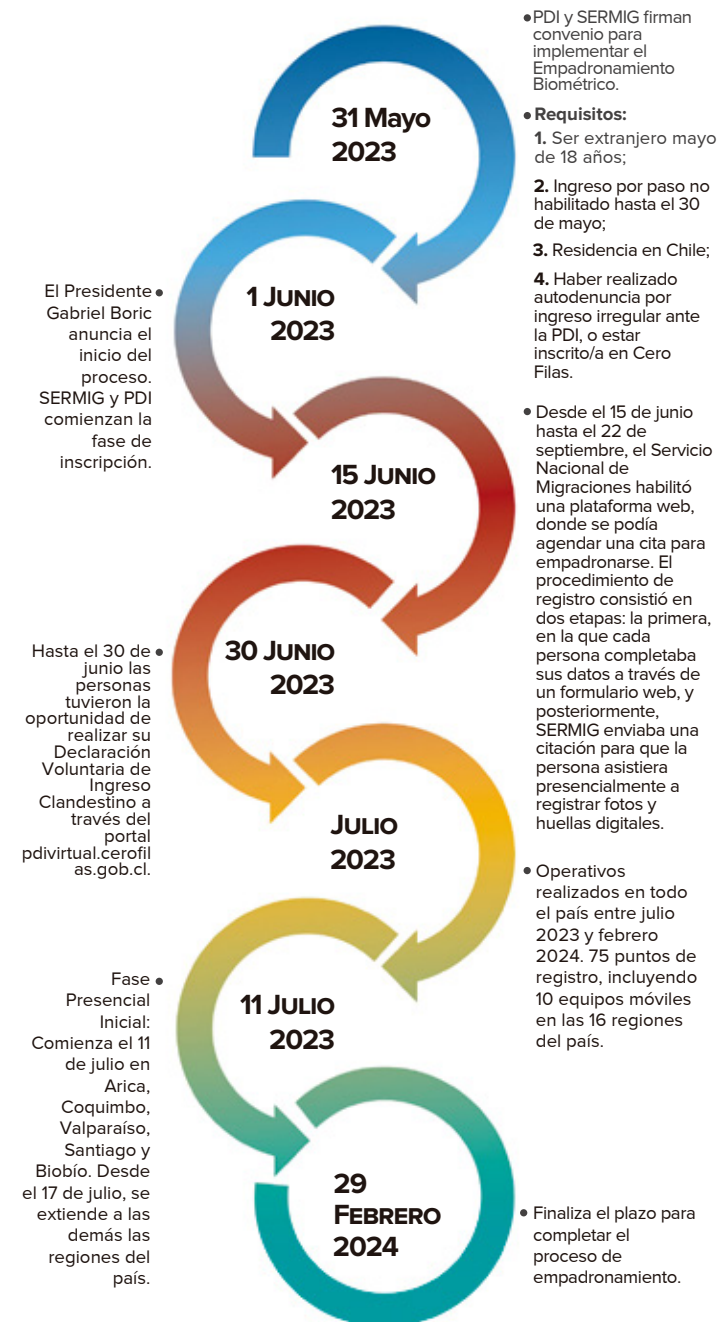 31 Mayo
2023
•PDI y SERMIG firman
convenio para
implementar el
Empadronamiento
Biométrico.
• Requisitos:
1. Ser extranjero mayo
de 18 años;
2. Ingreso por paso no
habilitado hasta el 30
de mayo;
3. Residencia en Chile;
4. Haber realizado
autodenuncia por
ingreso irregular ante
la PDI, o estar
inscrito/a en Cero
Filas.
1 Junio
2023
El Presidente •
Gabriel Boric
anuncia el
inicio del
proceso.
SERMIG y PDI
comienzan la
fase de
inscripción.
15 Junio
2023
• Desde el 15 de junio
hasta el 22 de
septiembre, el Servicio
Nacional de
Migraciones habilitó
una plataforma web,
donde se podía
agendar una cita para
empadronarse. El
procedimiento de
registro consistió en
dos etapas: la primera,
en la que cada
persona completaba
sus datos a través de
un formulario web, y
posteriormente,
SERMIG enviaba una
citación para que la
persona asistiera
presencialmente a
registrar fotos y
huellas digitales.
30 Junio
2023
Hasta el 30 de •
junio las
personas
tuvieron la
oportunidad de
realizar su
Declaración
Voluntaria de
Ingreso
Clandestino a
través del
portal
pdivirtual.cerofil
as.gob.cl.
Julio
2023
• Operativos
realizados en todo
el país entre julio
2023 y febrero
2024. 75 puntos de
registro, incluyendo
10 equipos móviles
en las 16 regiones
del país.
11 Julio
2023
Fase •
Presencial
Inicial:
Comienza el 11
de julio en
Arica,
Coquimbo,
Valparaíso,
Santiago y
Biobío. Desde
el 17 de julio, se
extiende a las
demás las
regiones del
país.
29
Febrero
2024
• Finaliza el plazo para
completar el
proceso de
empadronamiento.